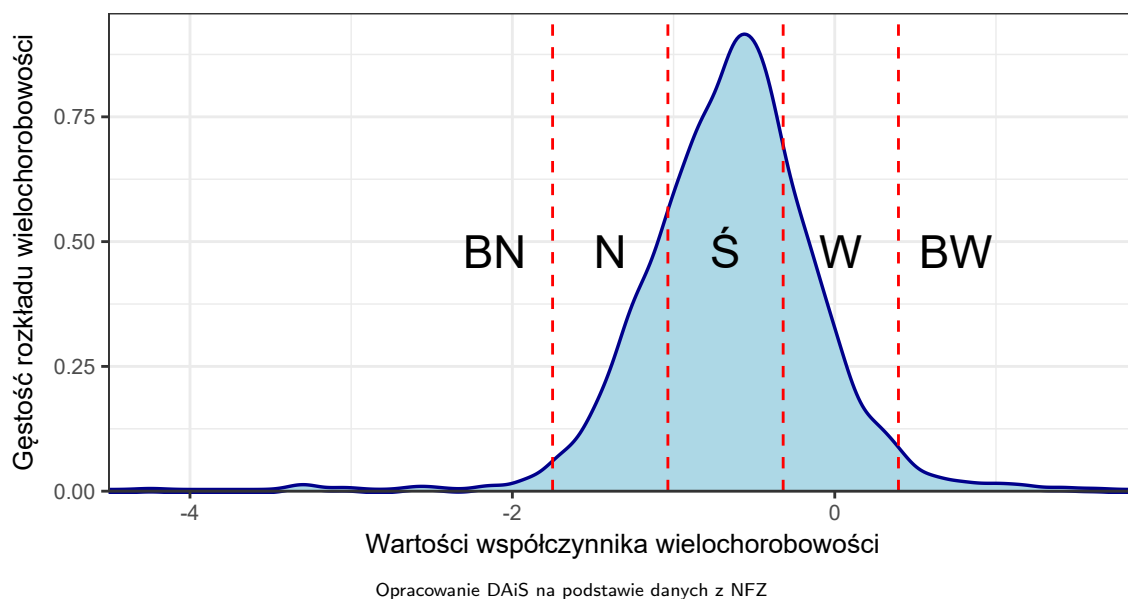 Gęstość rozkładu wielochorobowości
0.75
0.50
0.25
0.00
BN N Ś W BW
-4 -2 0
Wartości współczynnika wielochorobowości
Opracowanie DAiS na podstawie danych z NFZ